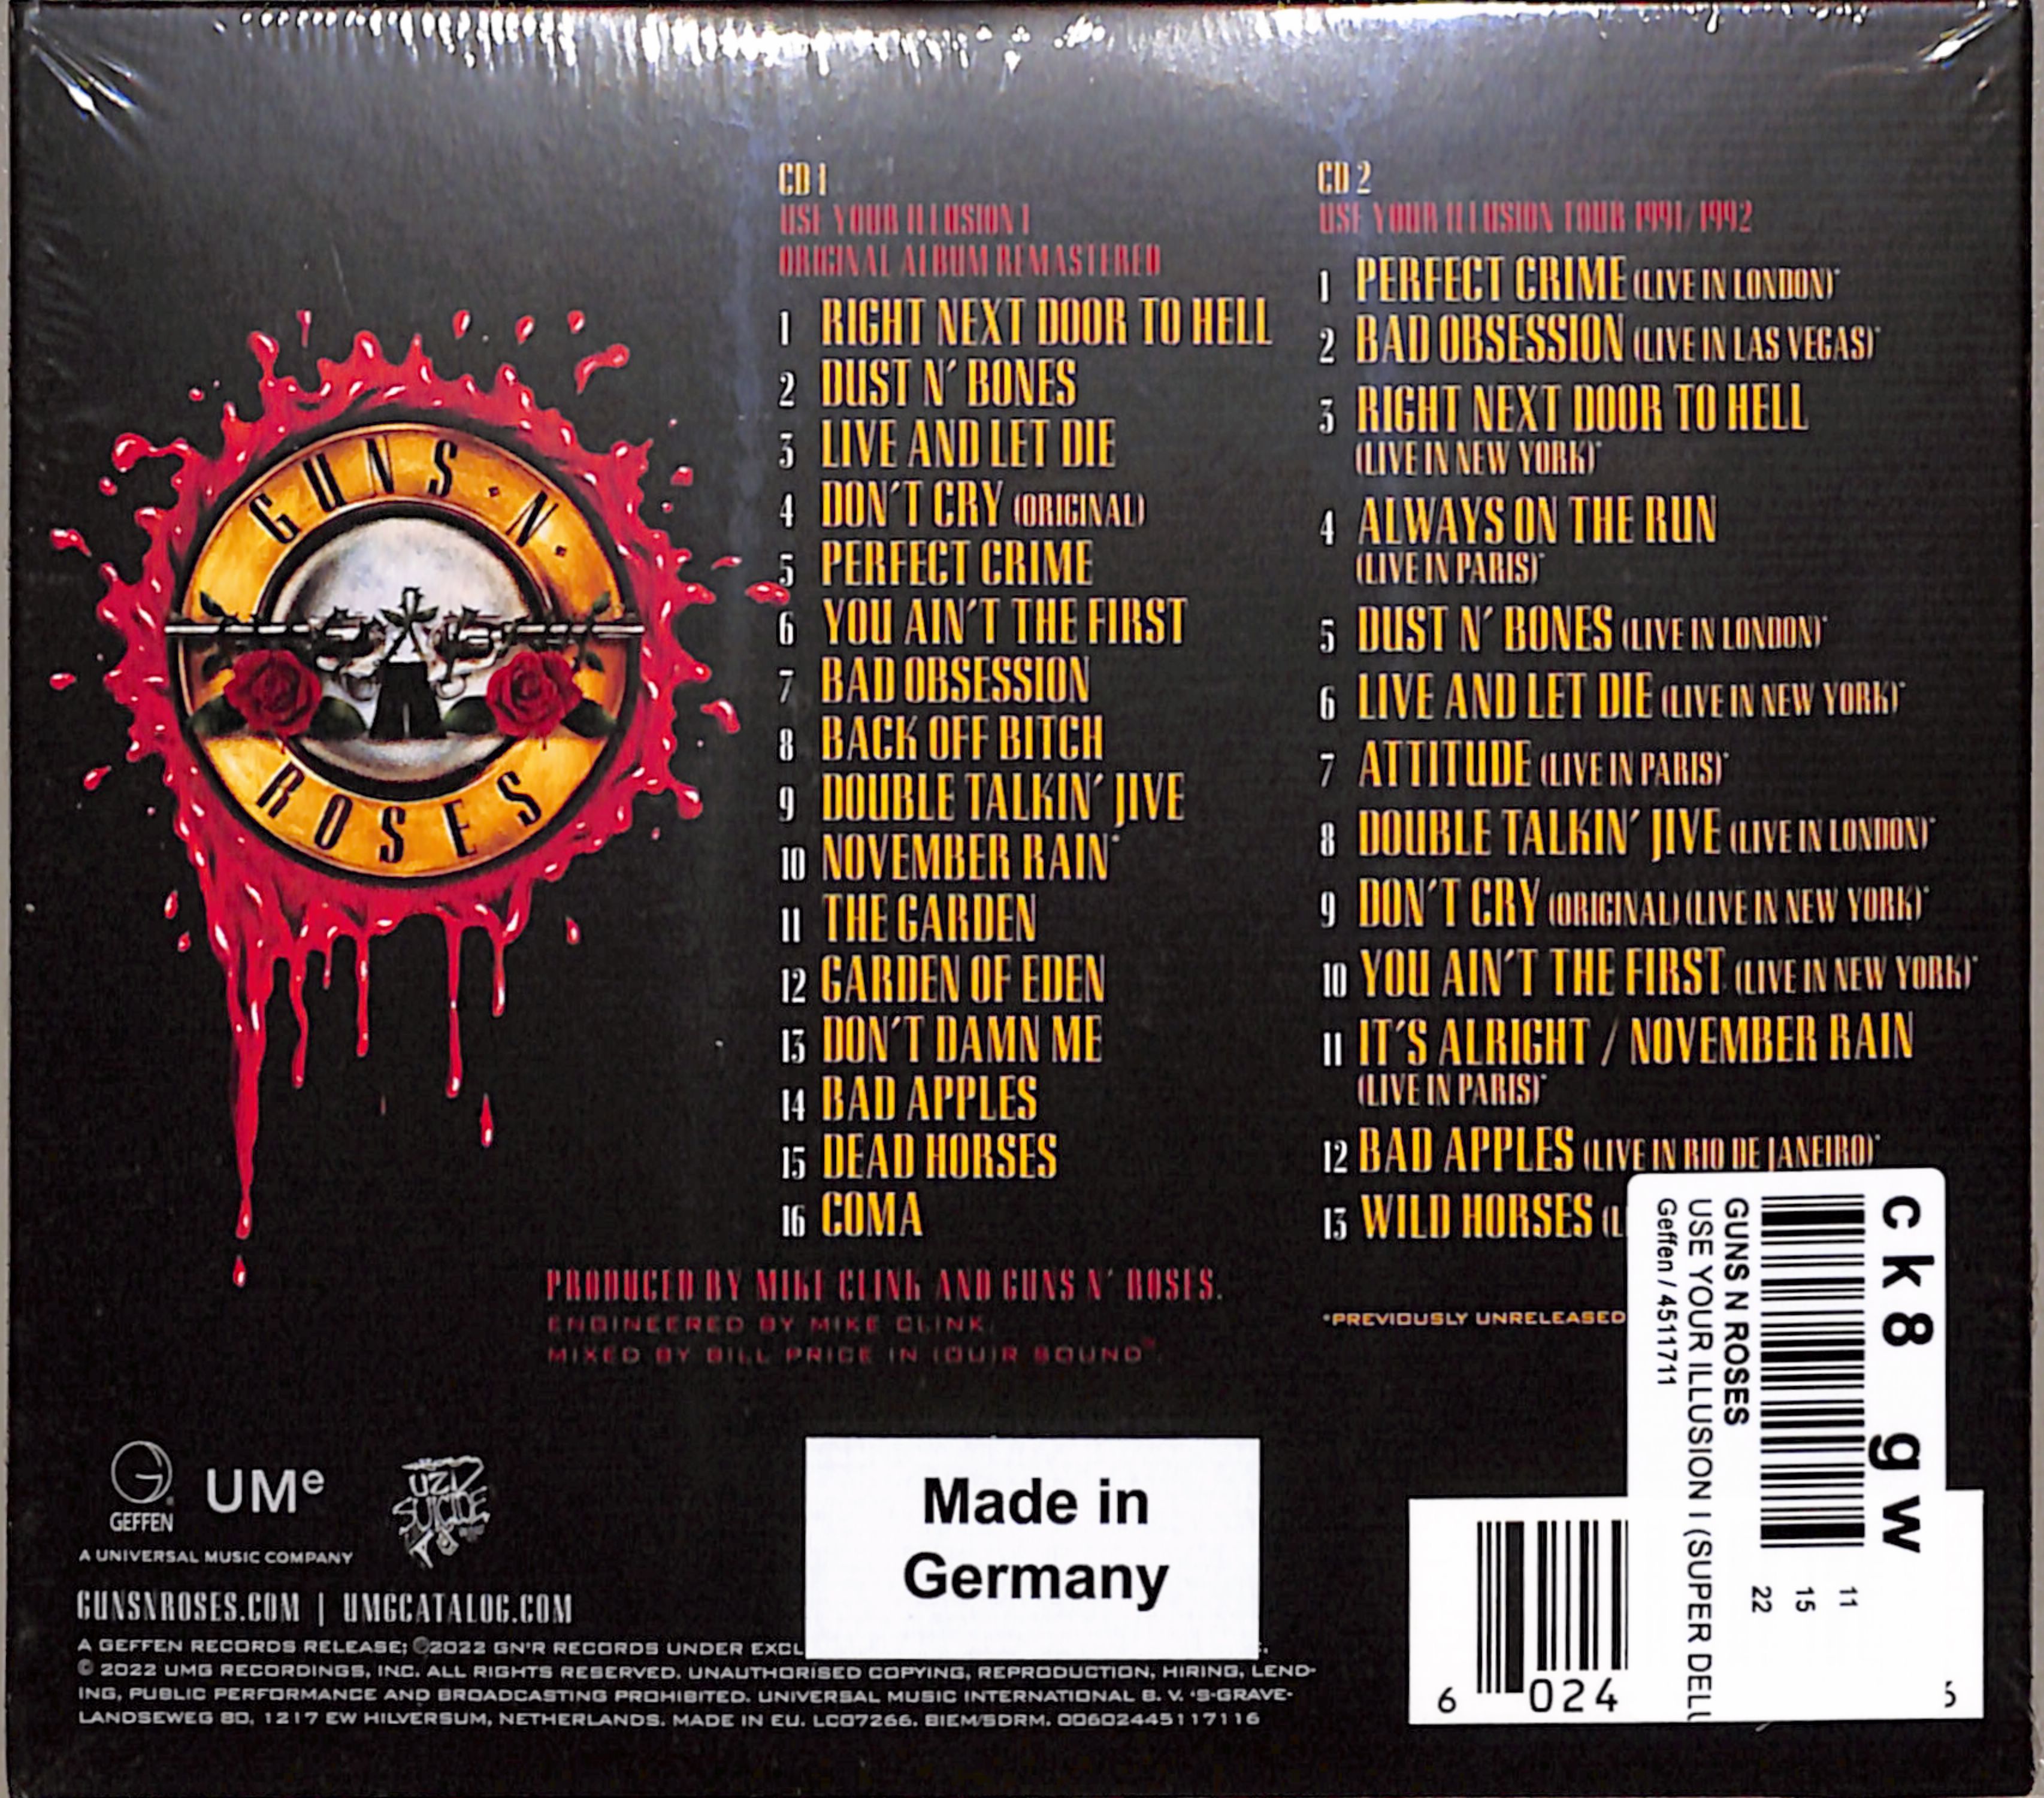 GUNS · N ·
ROSES
CD 1
USE YOUR ILLUSION I
ORIGINAL ALBUM REMASTERED
1 RIGHT NEXT DOOR TO HELL
2 DUST N' BONES
3 LIVE AND LET DIE
4 DON'T CRY (ORIGINAL)
5 PERFECT CRIME
6 YOU AIN'T THE FIRST
7 BAD OBSESSION
8 BACK OFF BITCH
9 DOUBLE TALKIN' JIVE
10 NOVEMBER RAIN*
11 THE GARDEN
12 GARDEN OF EDEN
13 DON'T DAMN ME
14 BAD APPLES
15 DEAD HORSES
16 COMA
CD 2
USE YOUR ILLUSION TOUR 1991/1992
1 PERFECT CRIME (LIVE IN LONDON)*
2 BAD OBSESSION (LIVE IN LAS VEGAS)*
3 RIGHT NEXT DOOR TO HELL
(LIVE IN NEW YORK)*
4 ALWAYS ON THE RUN
(LIVE IN PARIS)*
5 DUST N' BONES (LIVE IN LONDON)*
6 LIVE AND LET DIE (LIVE IN NEW YORK)*
7 ATTITUDE (LIVE IN PARIS)*
8 DOUBLE TALKIN' JIVE (LIVE IN LONDON)*
9 DON'T CRY (ORIGINAL) (LIVE IN NEW YORK)*
10 YOU AIN'T THE FIRST (LIVE IN NEW YORK)*
11 IT'S ALRIGHT / NOVEMBER RAIN
(LIVE IN PARIS)*
12 BAD APPLES (LIVE IN RIO DE JANEIRO)*
13 WILD HORSES (L
*PREVIOUSLY UNRELEASED
PRODUCED BY MIKE CLINK AND GUNS N' ROSES.
ENGINEERED BY MIKE CLINK.
MIXED BY BILL PRICE IN (OU)R SOUND™.
GEFFEN
UMe
UZI SUICIDE
A UNIVERSAL MUSIC COMPANY
GUNSNROSES.COM | UMGCATALOG.COM
A GEFFEN RECORDS RELEASE; ℗2022 GN'R RECORDS UNDER EXCL
© 2022 UMG RECORDINGS, INC. ALL RIGHTS RESERVED. UNAUTHORISED COPYING, REPRODUCTION, HIRING, LEND-
ING, PUBLIC PERFORMANCE AND BROADCASTING PROHIBITED. UNIVERSAL MUSIC INTERNATIONAL B. V. 'S-GRAVE-
LANDSEWEG 80, 1217 EW HILVERSUM, NETHERLANDS. MADE IN EU. LC07266. BIEM/SDRM. 00602445117116
Made in
Germany
ck8 gw
11
15
22
GUNS N ROSES
USE YOUR ILLUSION I (SUPER DELU
Geffen / 4511711
6 024